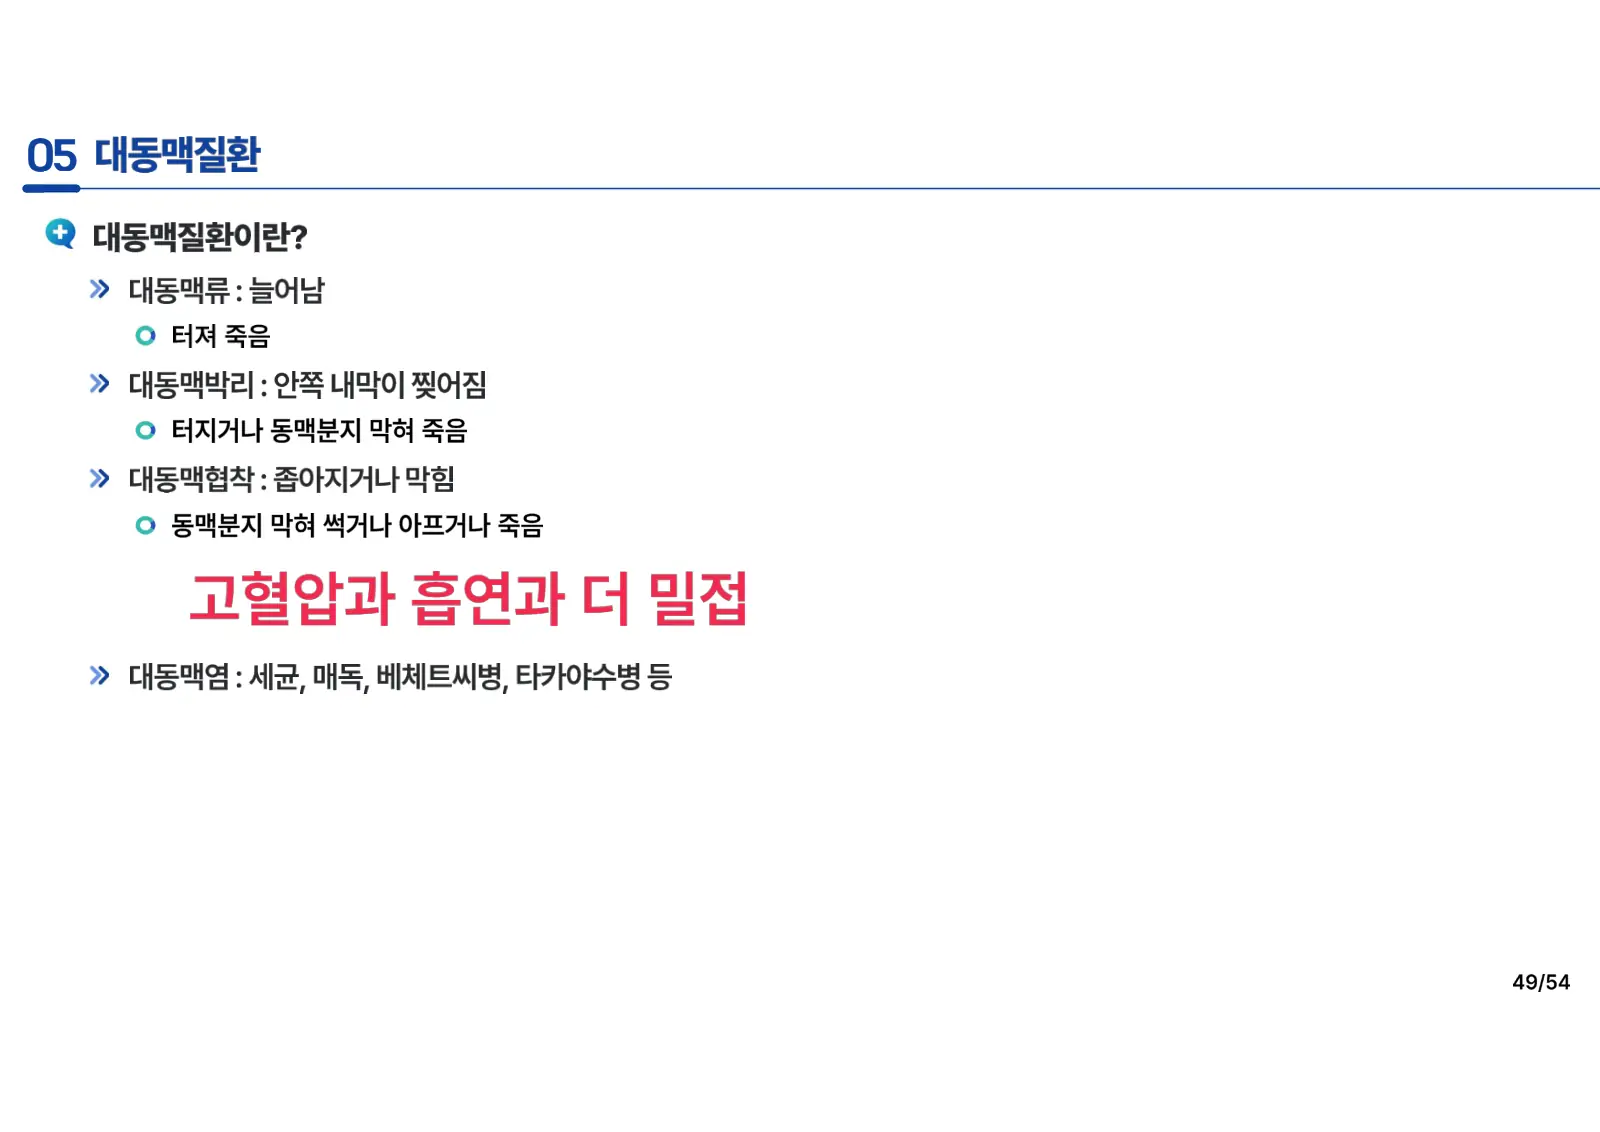 05 대동맥질환
대동맥질환이란?
대동맥류 : 늘어남
터져 죽음
대동맥박리 : 안쪽 내막이 찢어짐
터지거나 동맥분지 막혀 죽음
대동맥협착 : 좁아지거나 막힘
동맥분지 막혀 썩거나 아프거나 죽음
고혈압과 흡연과 더 밀접
대동맥염 : 세균, 매독, 베체트씨병, 타카야수병 등
49/54